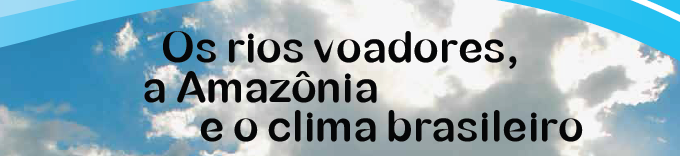 Os rios voadores,
a Amazônia
e o clima brasileiro